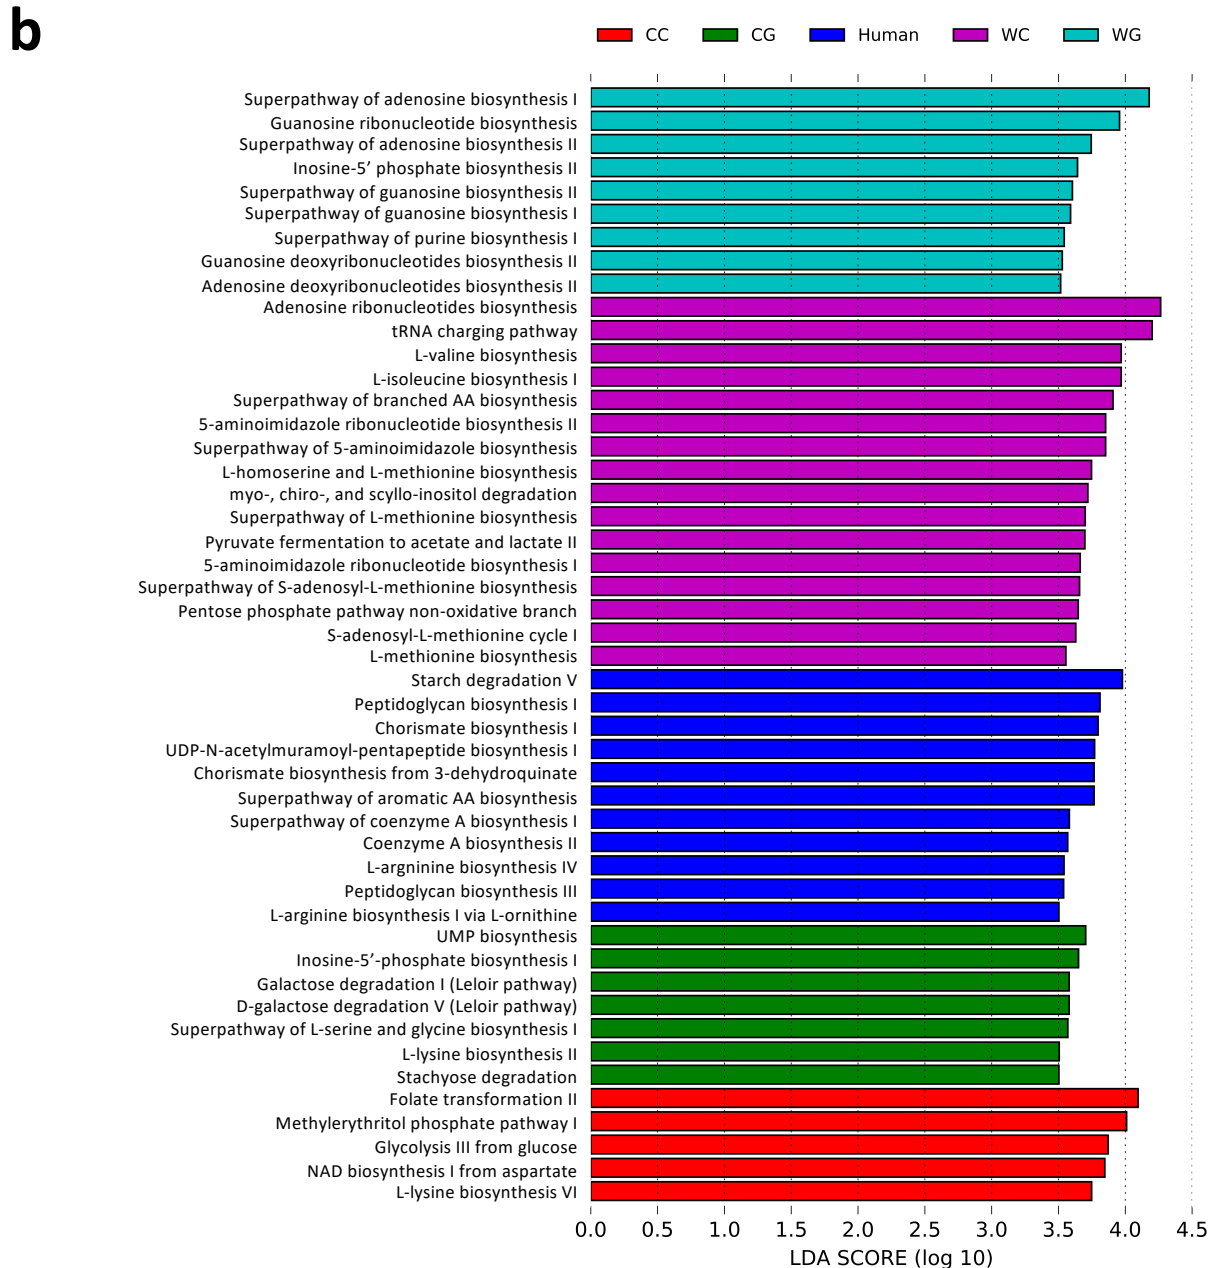 b
CC CG Human WC WG
Superpathway of adenosine biosynthesis I
Guanosine ribonucleotide biosynthesis
Superpathway of adenosine biosynthesis II
Inosine-5’ phosphate biosynthesis II
Superpathway of guanosine biosynthesis II
Superpathway of guanosine biosynthesis I
Superpathway of purine biosynthesis I
Guanosine deoxyribonucleotides biosynthesis II
Adenosine deoxyribonucleotides biosynthesis II
Adenosine ribonucleotides biosynthesis
tRNA charging pathway
L-valine biosynthesis
L-isoleucine biosynthesis I
Superpathway of branched AA biosynthesis
5-aminoimidazole ribonucleotide biosynthesis II
Superpathway of 5-aminoimidazole biosynthesis
L-homoserine and L-methionine biosynthesis
myo-, chiro-, and scyllo-inositol degradation
Superpathway of L-methionine biosynthesis
Pyruvate fermentation to acetate and lactate II
5-aminoimidazole ribonucleotide biosynthesis I
Superpathway of S-adenosyl-L-methionine biosynthesis
Pentose phosphate pathway non-oxidative branch
S-adenosyl-L-methionine cycle I
L-methionine biosynthesis
Starch degradation V
Peptidoglycan biosynthesis I
Chorismate biosynthesis I
UDP-N-acetylmuramoyl-pentapeptide biosynthesis I
Chorismate biosynthesis from 3-dehydroquinate
Superpathway of aromatic AA biosynthesis
Superpathway of coenzyme A biosynthesis I
Coenzyme A biosynthesis II
L-argninine biosynthesis IV
Peptidoglycan biosynthesis III
L-arginine biosynthesis I via L-ornithine
UMP biosynthesis
Inosine-5’-phosphate biosynthesis I
Galactose degradation I (Leloir pathway)
D-galactose degradation V (Leloir pathway)
Superpathway of L-serine and glycine biosynthesis I
L-lysine biosynthesis II
Stachyose degradation
Folate transformation II
Methylerythritol phosphate pathway I
Glycolysis III from glucose
NAD biosynthesis I from aspartate
L-lysine biosynthesis VI
0.0 0.5 1.0 1.5 2.0 2.5 3.0 3.5 4.0 4.5
LDA SCORE (log 10)